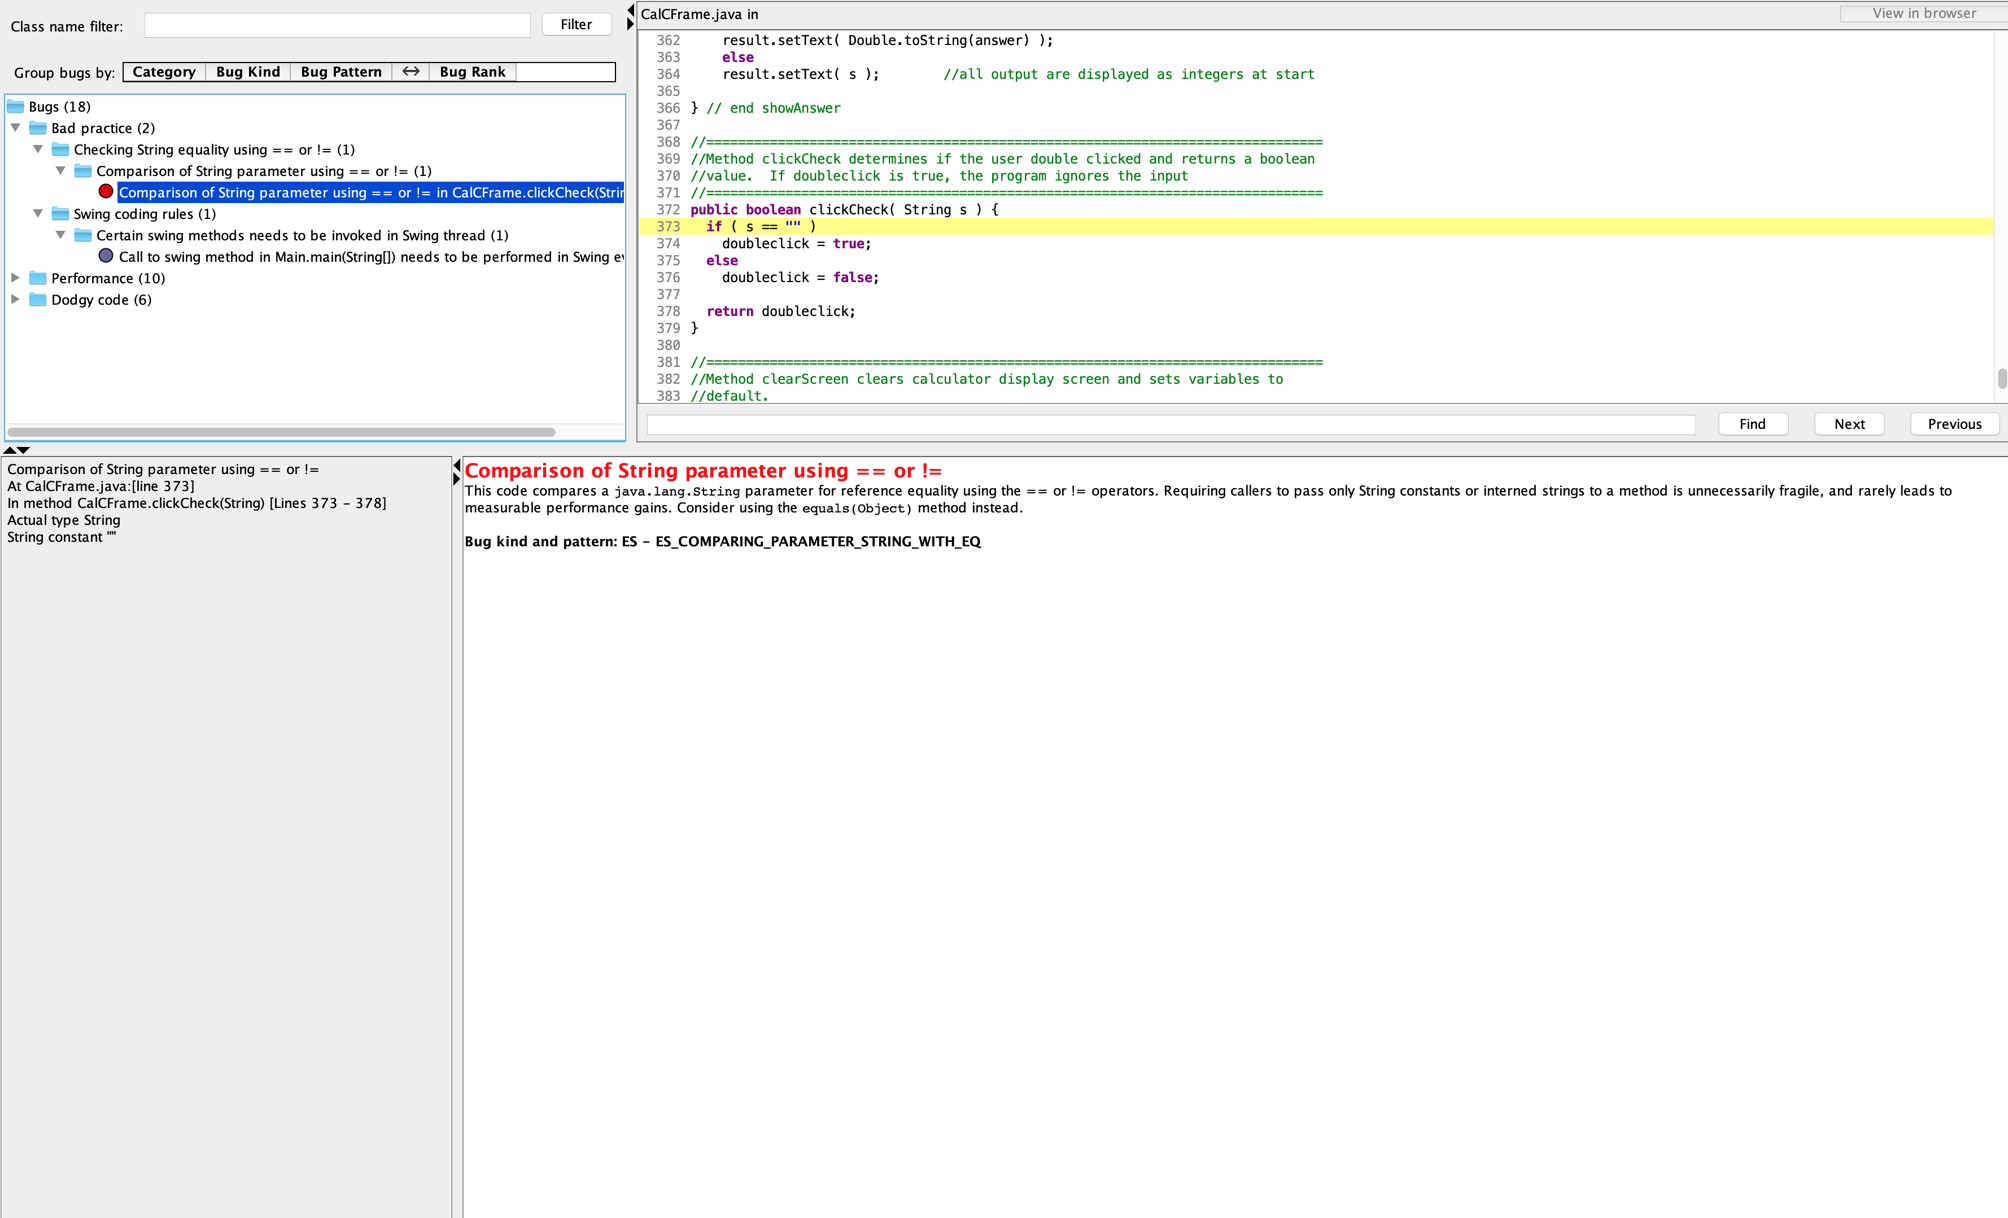 Class name filter:
Filter
Group bugs by: Category Bug Kind Bug Pattern ↔ Bug Rank
Bugs (18)
Bad practice (2)
Checking String equality using == or != (1)
Comparison of String parameter using == or != (1)
Comparison of String parameter using == or != in CalCFrame.clickCheck(Strin
Swing coding rules (1)
Certain swing methods needs to be invoked in Swing thread (1)
Call to swing method in Main.main(String[]) needs to be performed in Swing ev
Performance (10)
Dodgy code (6)
CalCFrame.java in
View in browser
362     result.setText( Double.toString(answer) );
363     else
364     result.setText( s );        //all output are displayed as integers at start
365
366 } // end showAnswer
367
368 //==============================================================================
369 //Method clickCheck determines if the user double clicked and returns a boolean
370 //value.  If doubleclick is true, the program ignores the input
371 //==============================================================================
372 public boolean clickCheck( String s ) {
373   if ( s == "" )
374     doubleclick = true;
375   else
376     doubleclick = false;
377
378   return doubleclick;
379 }
380
381 //==============================================================================
382 //Method clearScreen clears calculator display screen and sets variables to
383 //default.
Find Next Previous
Comparison of String parameter using == or !=
At CalCFrame.java:[line 373]
In method CalCFrame.clickCheck(String) [Lines 373 - 378]
Actual type String
String constant ""
Comparison of String parameter using == or !=
This code compares a java.lang.String parameter for reference equality using the == or != operators. Requiring callers to pass only String constants or interned strings to a method is unnecessarily fragile, and rarely leads to
measurable performance gains. Consider using the equals(Object) method instead.
Bug kind and pattern: ES - ES_COMPARING_PARAMETER_STRING_WITH_EQ